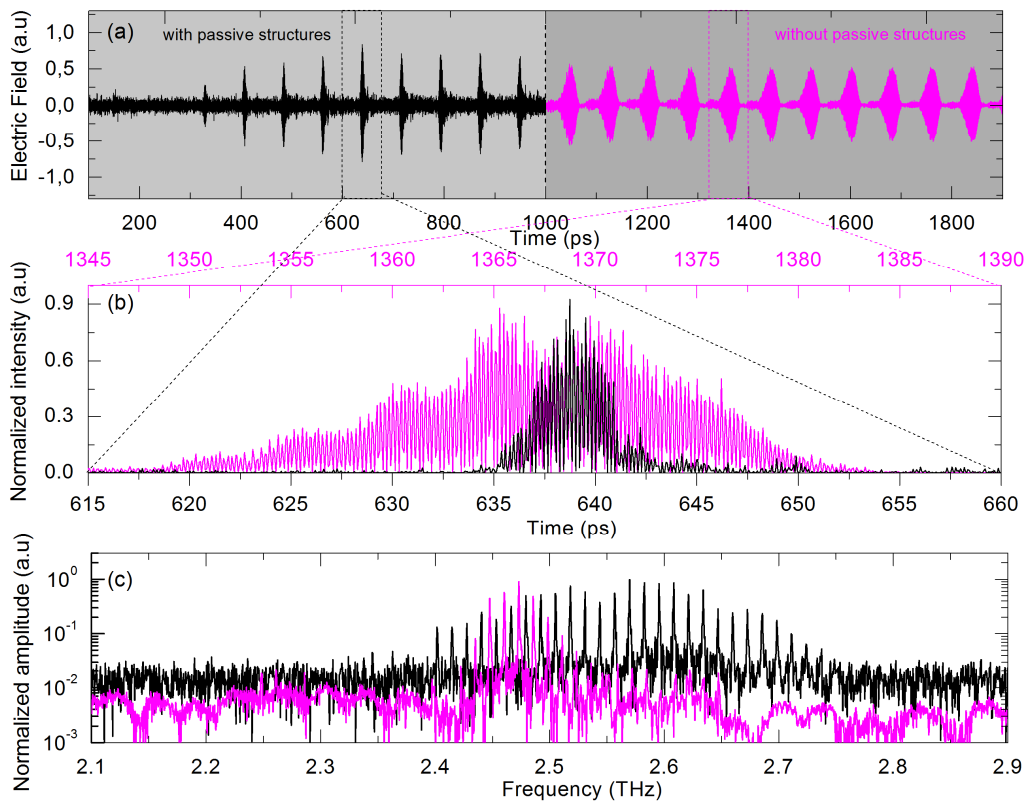 Electric Field (a.u)
1,0
0,5
0,0
-0,5
-1,0
(a)
with passive structures
without passive structures
200 400 600 800 1000 1200 1400 1600 1800
Time (ps)
1345 1350 1355 1360 1365 1370 1375 1380 1385 1390
Normalized intensity (a.u)
0.9
0.6
0.3
0.0
(b)
615 620 625 630 635 640 645 650 655 660
Time (ps)
Normalized amplitude (a.u)
10⁰
10⁻¹
10⁻²
10⁻³
(c)
2.1 2.2 2.3 2.4 2.5 2.6 2.7 2.8 2.9
Frequency (THz)